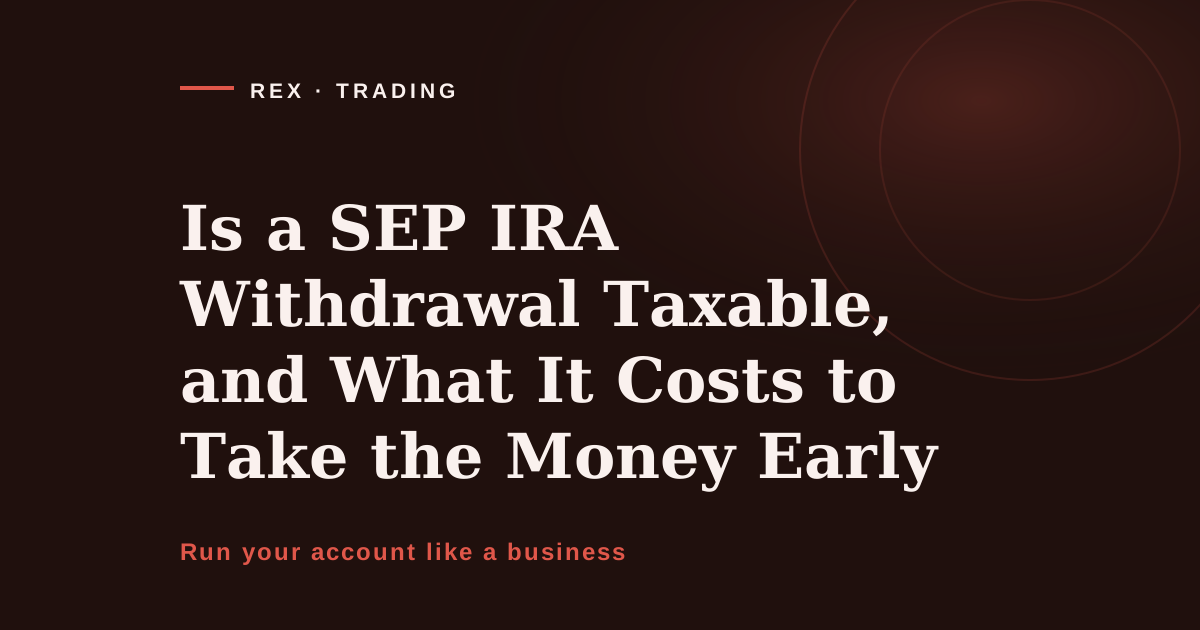 REX · TRADING
Is a SEP IRA
Withdrawal Taxable,
and What It Costs to
Take the Money Early
Run your account like a business